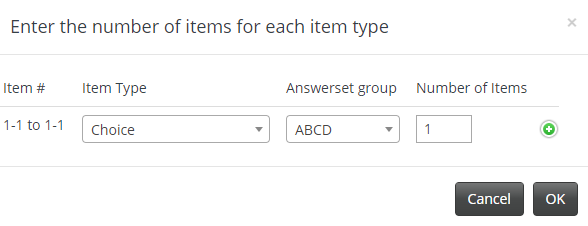 Enter the number of items for each item type ×
Item # Item Type Answerset group Number of Items
1-1 to 1-1 Choice ABCD 1
Cancel OK